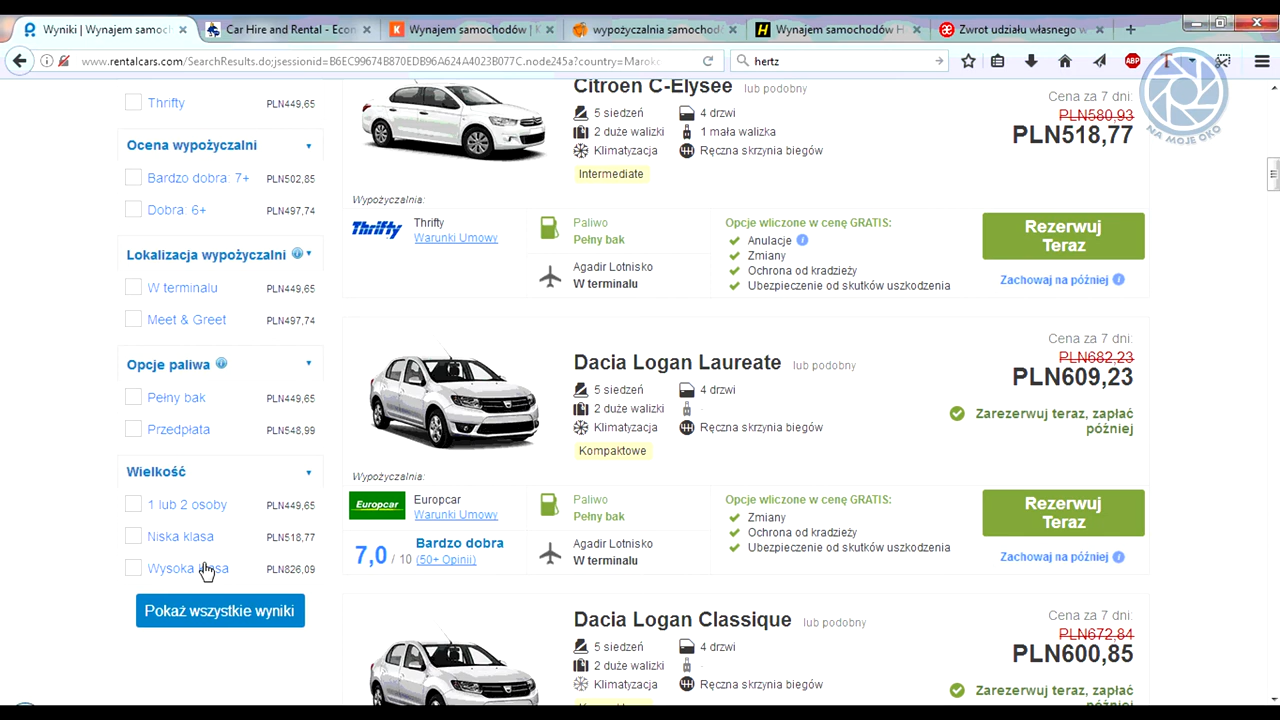 Wyniki | Wynajem samoc
Car Hire and Rental - Econ
Wynajem samochodów | K
wypożyczalnia samochod
Wynajem samochodów H
Zwrot udziału własnego w
www.rentalcars.com/SearchResults.do;jsessionid=B6EC99674B870EDB96A624A4023B077C.node245a?country=Marok
hertz
ABP
NA MOJE OKO
Thrifty PLN449,65
Ocena wypożyczalni
Bardzo dobra: 7+ PLN502,85
Dobra: 6+ PLN497,74
Lokalizacja wypożyczalni
W terminalu PLN449,65
Meet & Greet PLN497,74
Opcje paliwa
Pełny bak PLN449,65
Przedpłata PLN548,99
Wielkość
1 lub 2 osoby PLN449,65
Niska klasa PLN518,77
Wysoka klasa PLN826,09
Pokaż wszystkie wyniki
Citroen C-Elysee lub podobny
5 siedzeń 4 drzwi
2 duże walizki 1 mała walizka
Klimatyzacja Ręczna skrzynia biegów
Intermediate
Cena za 7 dni:
PLN580,93
PLN518,77
Wypożyczalnia:
Thrifty
Thrifty
Warunki Umowy
Paliwo
Pełny bak
Agadir Lotnisko
W terminalu
Opcje wliczone w cenę GRATIS:
Anulacje
Zmiany
Ochrona od kradzieży
Ubezpieczenie od skutków uszkodzenia
Rezerwuj
Teraz
Zachowaj na później
Dacia Logan Laureate lub podobny
5 siedzeń 4 drzwi
2 duże walizki -
Klimatyzacja Ręczna skrzynia biegów
Kompaktowe
Cena za 7 dni:
PLN682,23
PLN609,23
Zarezerwuj teraz, zapłać
później
Wypożyczalnia:
Europcar
Europcar
Warunki Umowy
7,0 / 10
Bardzo dobra
(50+ Opinii)
Paliwo
Pełny bak
Agadir Lotnisko
W terminalu
Opcje wliczone w cenę GRATIS:
Zmiany
Ochrona od kradzieży
Ubezpieczenie od skutków uszkodzenia
Rezerwuj
Teraz
Zachowaj na później
Dacia Logan Classique lub podobny
5 siedzeń 4 drzwi
2 duże walizki -
Klimatyzacja Ręczna skrzynia biegów
Cena za 7 dni:
PLN672,84
PLN600,85
Zarezerwuj teraz, zapłać